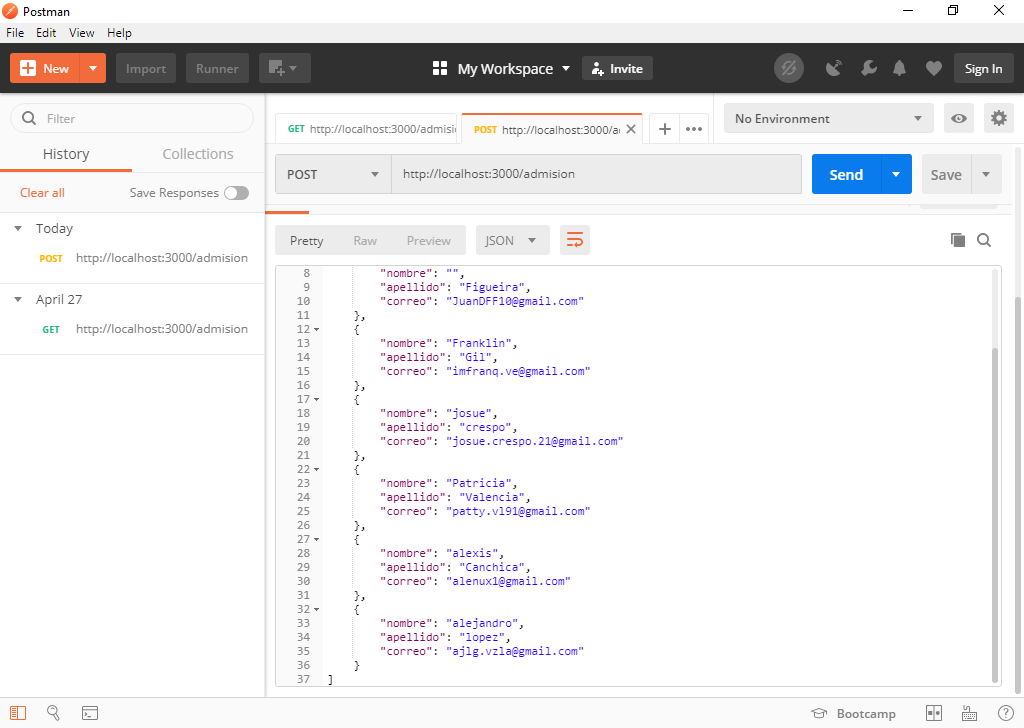 Postman
File Edit View Help
New Import Runner My Workspace Invite Sign In
Filter
History Collections
Clear all Save Responses
Today
POST http://localhost:3000/admision
April 27
GET http://localhost:3000/admision
GET http://localhost:3000/admisi POST http://localhost:3000/a No Environment
POST http://localhost:3000/admision Send Save
Pretty Raw Preview JSON
8 "nombre": "",
9 "apellido": "Figueira",
10 "correo": "JuanDFF10@gmail.com"
11 },
12 {
13 "nombre": "Franklin",
14 "apellido": "Gil",
15 "correo": "imfranq.ve@gmail.com"
16 },
17 {
18 "nombre": "josue",
19 "apellido": "crespo",
20 "correo": "josue.crespo.21@gmail.com"
21 },
22 {
23 "nombre": "Patricia",
24 "apellido": "Valencia",
25 "correo": "patty.vl91@gmail.com"
26 },
27 {
28 "nombre": "alexis",
29 "apellido": "Canchica",
30 "correo": "alenux1@gmail.com"
31 },
32 {
33 "nombre": "alejandro",
34 "apellido": "lopez",
35 "correo": "ajlg.vzla@gmail.com"
36 }
37 ]
Bootcamp